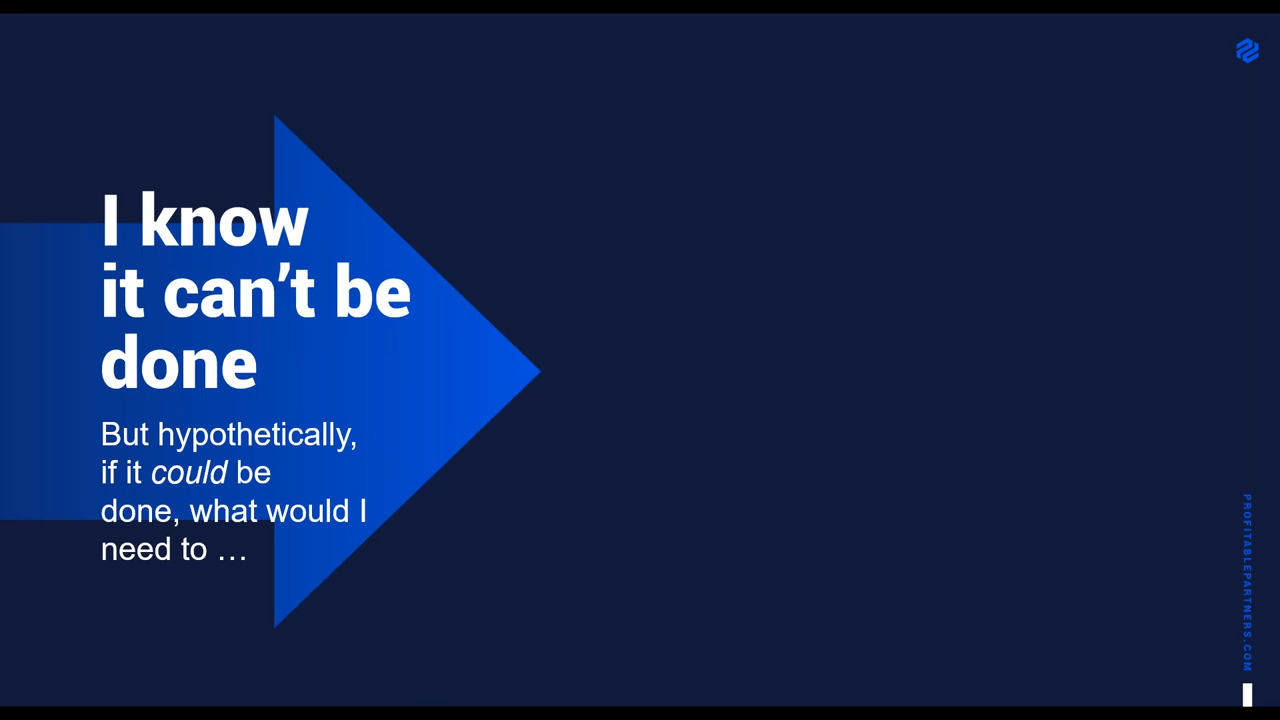 I know
it can’t be
done
But hypothetically,
if it could be
done, what would I
need to …
PROFITABLEPARTNERS.COM